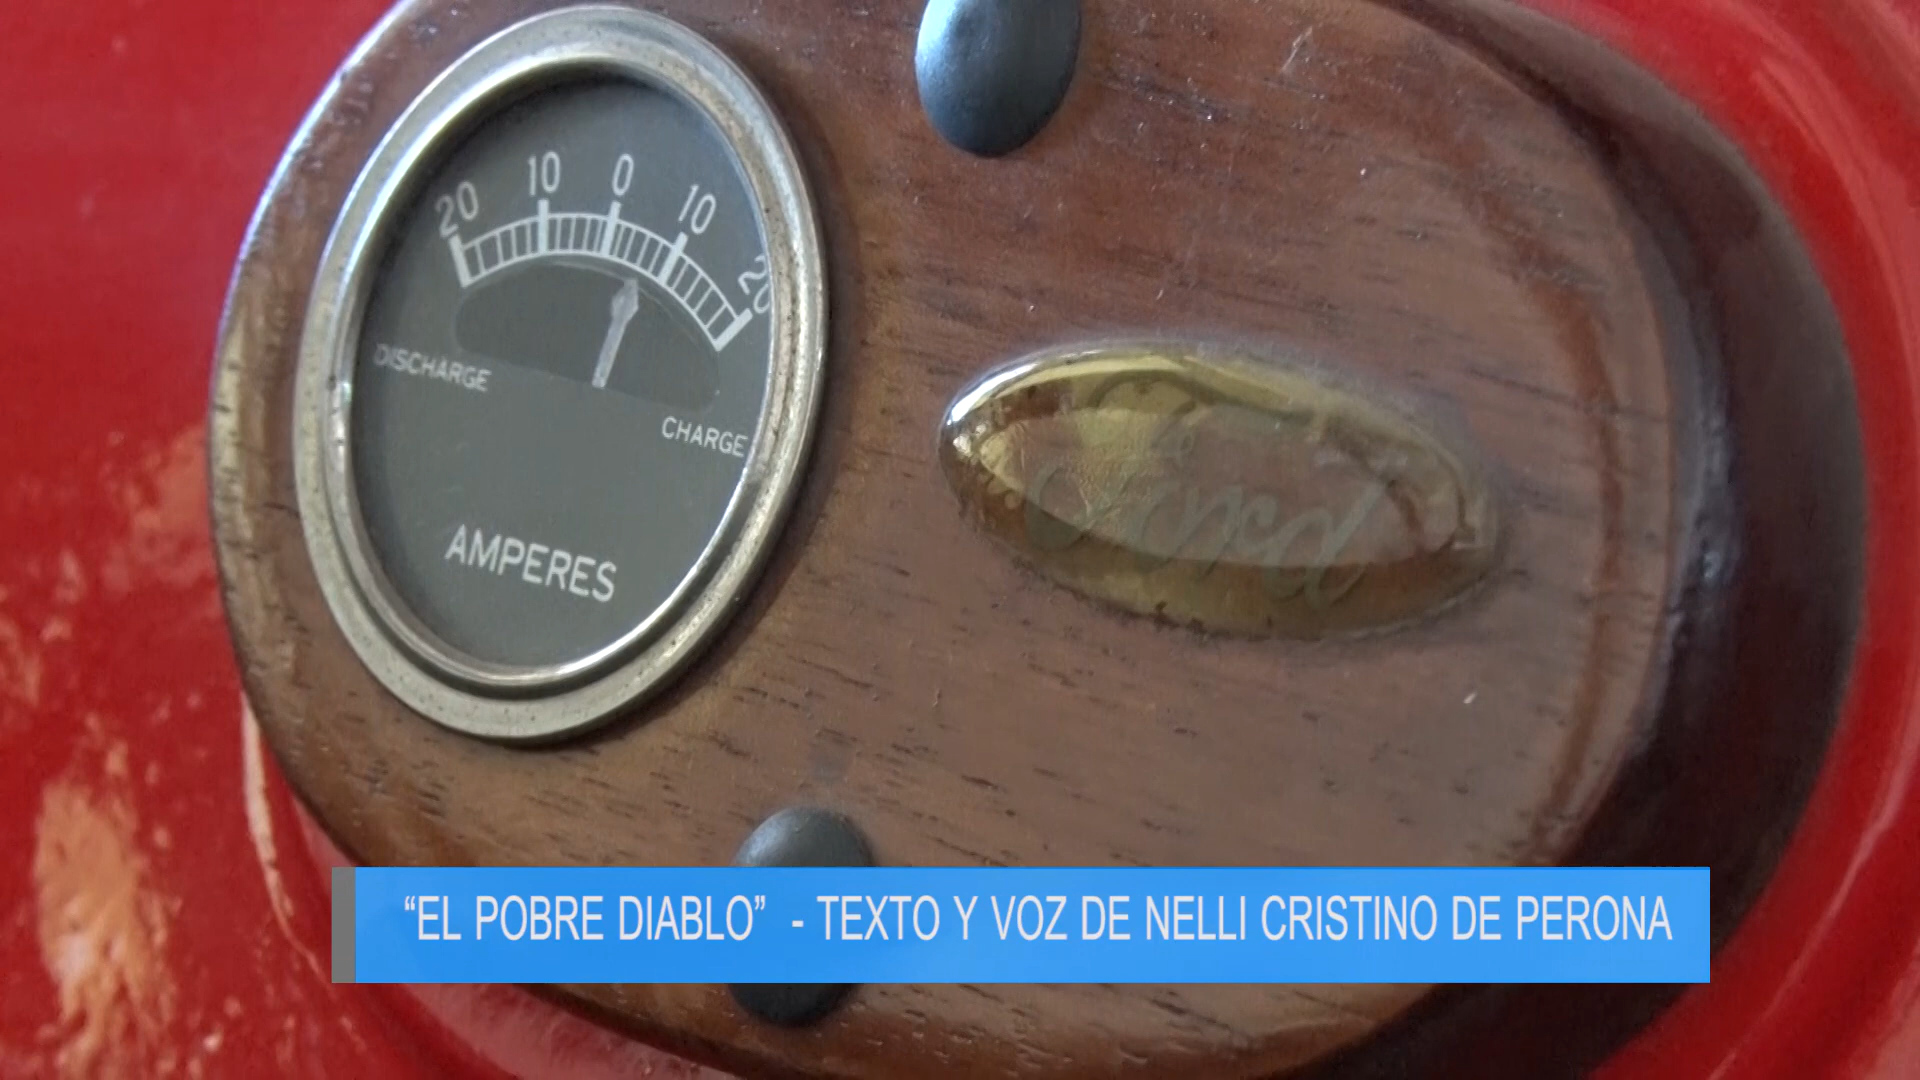 20 10 0 10 20
DISCHARGE
CHARGE
AMPERES
Ford
“EL POBRE DIABLO” - TEXTO Y VOZ DE NELLI CRISTINO DE PERONA